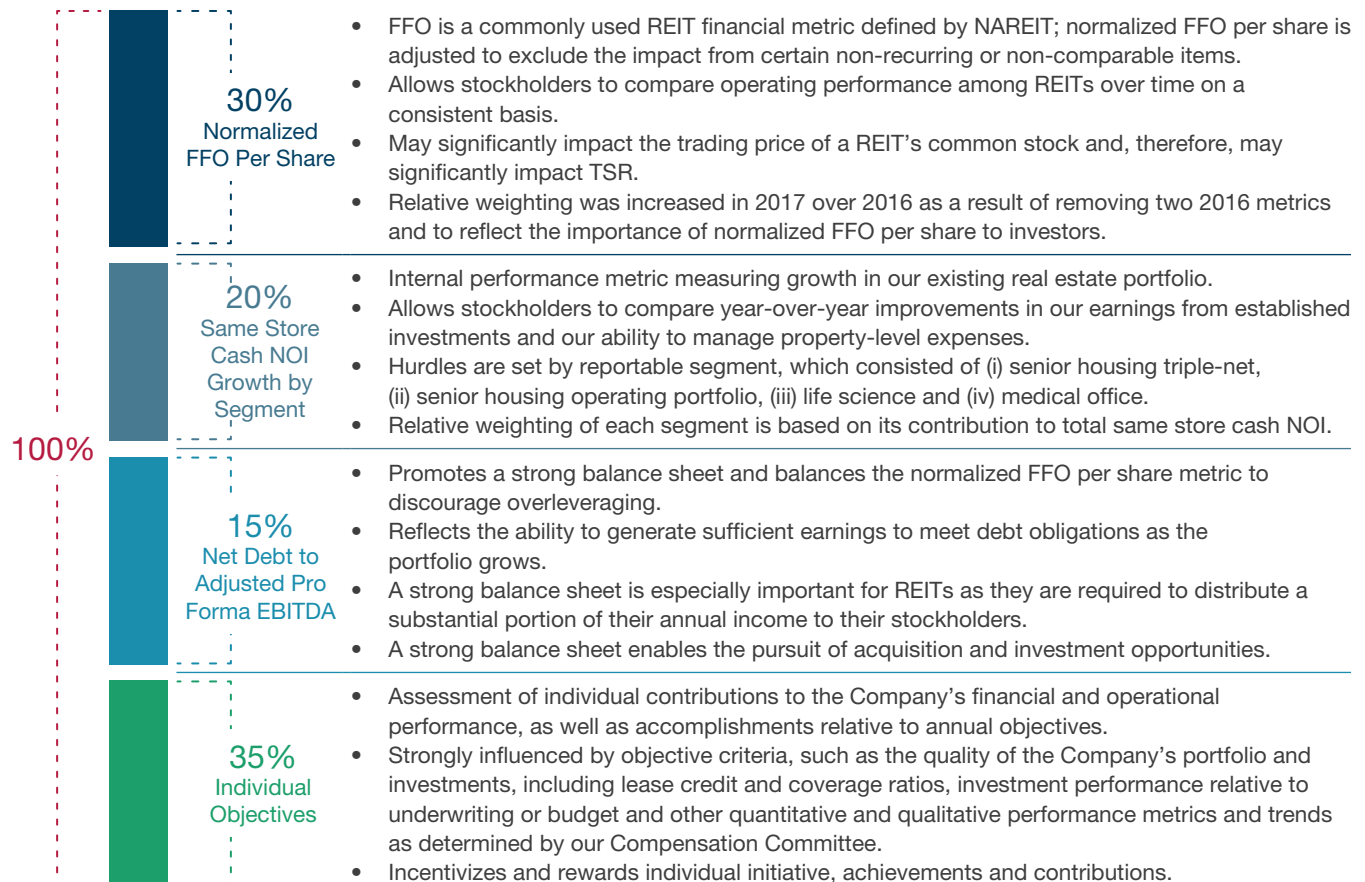 • FFO is a commonly used REIT financial metric defined by NAREIT; normalized FFO per share is
adjusted to exclude the impact from certain non-recurring or non-comparable items.
• Allows stockholders to compare operating performance among REITs over time on a
consistent basis.
• May significantly impact the trading price of a REIT’s common stock and, therefore, may
significantly impact TSR.
• Relative weighting was increased in 2017 over 2016 as a result of removing two 2016 metrics
and to reflect the importance of normalized FFO per share to investors.
30%
Normalized
FFO Per Share
• Internal performance metric measuring growth in our existing real estate portfolio.
• Allows stockholders to compare year-over-year improvements in our earnings from established
investments and our ability to manage property-level expenses.
• Hurdles are set by reportable segment, which consisted of (i) senior housing triple-net,
(ii) senior housing operating portfolio, (iii) life science and (iv) medical office.
• Relative weighting of each segment is based on its contribution to total same store cash NOI.
20%
Same Store
Cash NOI
Growth by
Segment
100%
• Promotes a strong balance sheet and balances the normalized FFO per share metric to
discourage overleveraging.
• Reflects the ability to generate sufficient earnings to meet debt obligations as the
portfolio grows.
• A strong balance sheet is especially important for REITs as they are required to distribute a
substantial portion of their annual income to their stockholders.
• A strong balance sheet enables the pursuit of acquisition and investment opportunities.
15%
Net Debt to
Adjusted Pro
Forma EBITDA
• Assessment of individual contributions to the Company’s financial and operational
performance, as well as accomplishments relative to annual objectives.
• Strongly influenced by objective criteria, such as the quality of the Company’s portfolio and
investments, including lease credit and coverage ratios, investment performance relative to
underwriting or budget and other quantitative and qualitative performance metrics and trends
as determined by our Compensation Committee.
• Incentivizes and rewards individual initiative, achievements and contributions.
35%
Individual
Objectives